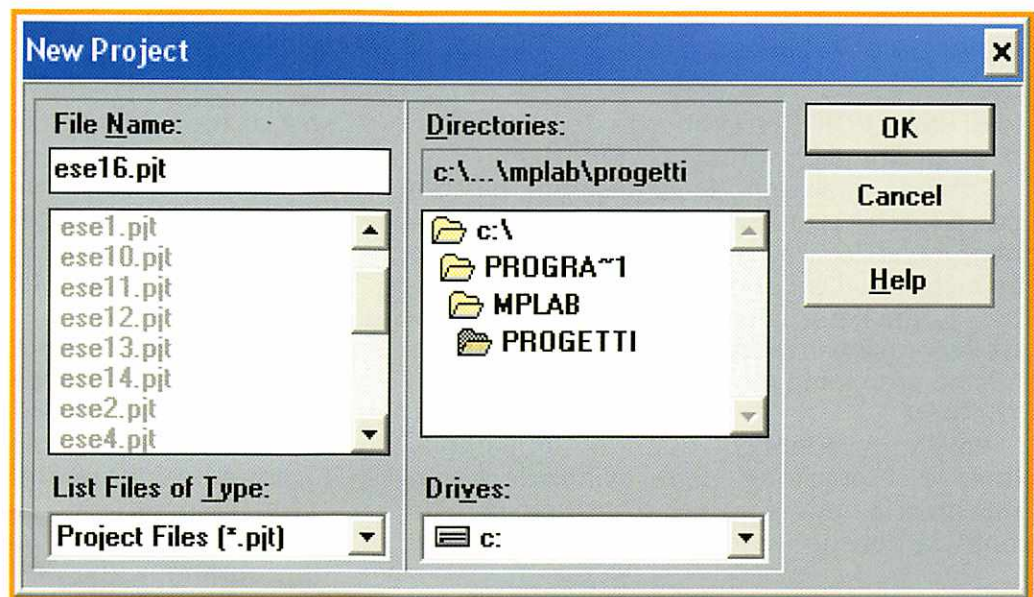 New Project
File Name:
ese16.pjt
ese1.pjt
ese10.pjt
ese11.pjt
ese12.pjt
ese13.pjt
ese14.pjt
ese2.pjt
ese4.pjt
List Files of Type:
Project Files (*.pjt)
Directories:
c:\...\mplab\progetti
c:\
PROGRA~1
MPLAB
PROGETTI
Drives:
c:
OK
Cancel
Help